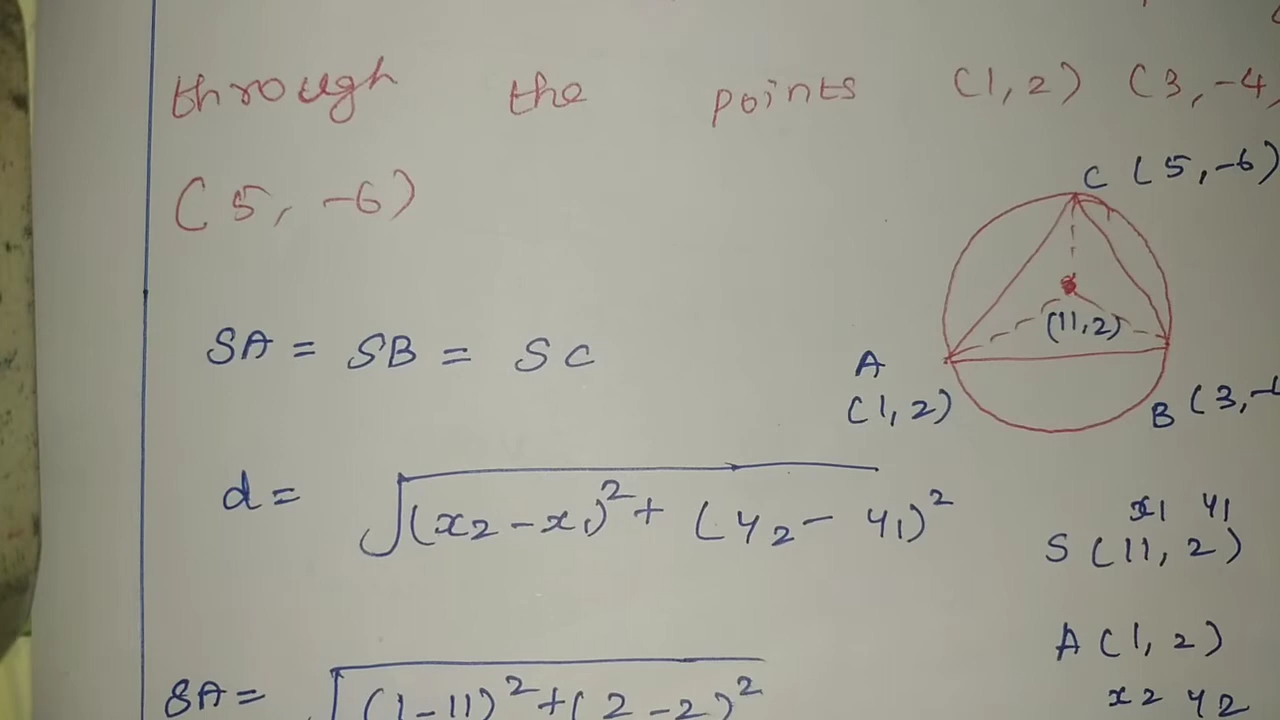 through the points (1,2) (3,-4)
(5,-6)
C (5,-6)
(11,2)
SA = SB = SC
A
(1,2)
B (3,-
d = √(x2-x1)²+(y2-y1)²
x1 y1
S (11,2)
A (1,2)
x2 y2
SA = √(1-11)²+(2-2)²